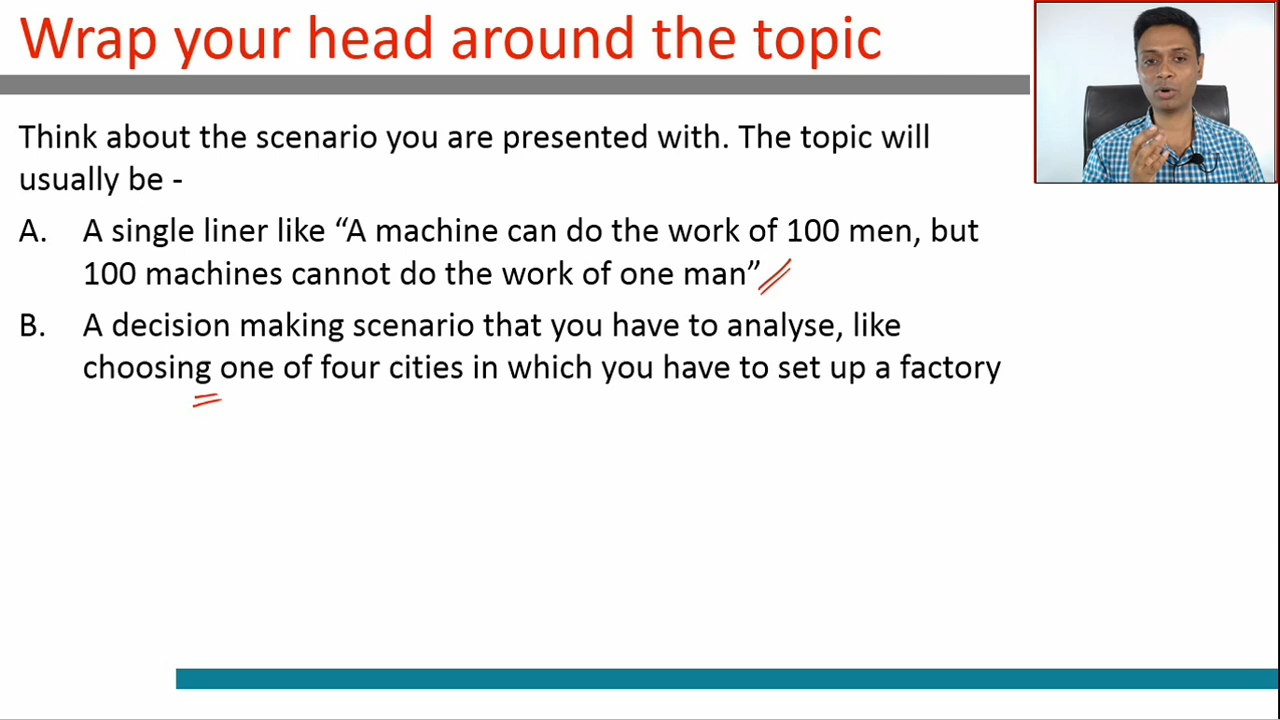 Wrap your head around the topic
Think about the scenario you are presented with. The topic will
usually be -
A. A single liner like “A machine can do the work of 100 men, but
100 machines cannot do the work of one man”
B. A decision making scenario that you have to analyse, like
choosing one of four cities in which you have to set up a factory